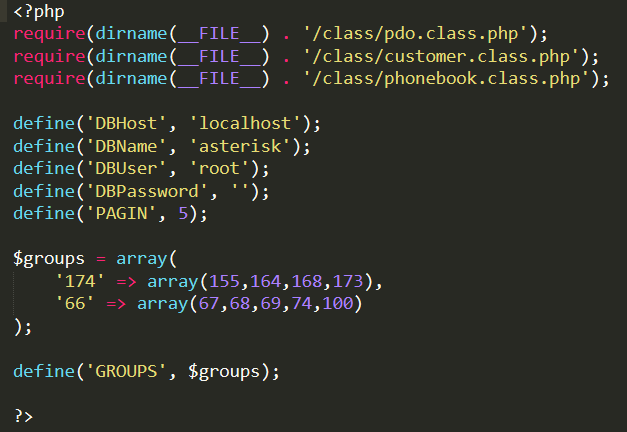 <?php
require(dirname(__FILE__) . '/class/pdo.class.php');
require(dirname(__FILE__) . '/class/customer.class.php');
require(dirname(__FILE__) . '/class/phonebook.class.php');

define('DBHost', 'localhost');
define('DBName', 'asterisk');
define('DBUser', 'root');
define('DBPassword', '');
define('PAGIN', 5);

$groups = array(
    '174' => array(155,164,168,173),
    '66' => array(67,68,69,74,100)
);

define('GROUPS', $groups);

?>